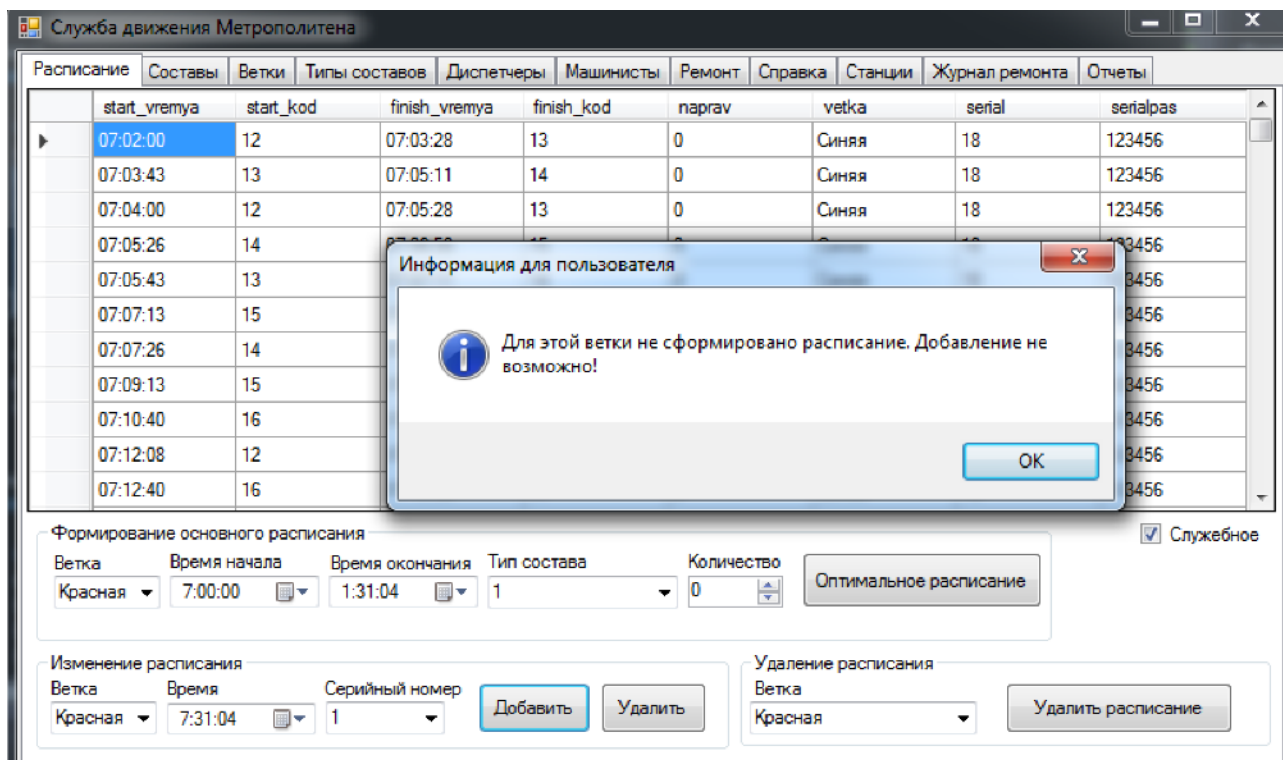 Служба движения Метрополитена
Расписание Составы Ветки Типы составов Диспетчеры Машинисты Ремонт Справка Станции Журнал ремонта Отчеты
start_vremya start_kod finish_vremya finish_kod naprav vetka serial serialpas
07:02:00 12 07:03:28 13 0 Синяя 18 123456
07:03:43 13 07:05:11 14 0 Синяя 18 123456
07:04:00 12 07:05:28 13 0 Синяя 18 123456
07:05:26 14
07:05:43 13
07:07:13 15
07:07:26 14
07:09:13 15
07:10:40 16
07:12:08 12
07:12:40 16
Информация для пользователя
Для этой ветки не сформировано расписание. Добавление не
возможно!
OK
Служебное
Формирование основного расписания
Ветка Время начала Время окончания Тип состава Количество
Красная 7:00:00 1:31:04 1 0 Оптимальное расписание
Изменение расписания
Ветка Время Серийный номер
Красная 7:31:04 1 Добавить Удалить
Удаление расписания
Ветка
Красная Удалить расписание